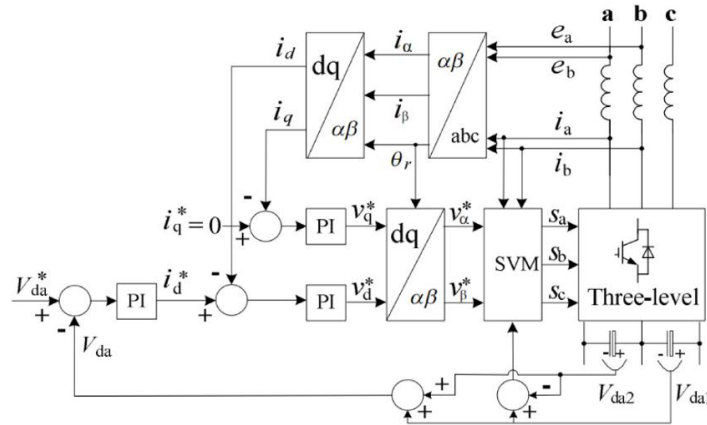 a b c
i_d dq i_α αβ e_a
e_b
i_q αβ i_β abc i_a
θ_r i_b
-
i_q^* = 0 + PI v_q^* dq v_α^* SVM s_a
s_b
V_da^* + PI i_d^* - + PI v_d^* αβ v_β^* s_c Three-level
-
V_da
- + - +
+ - V_da2 V_da1
+ +